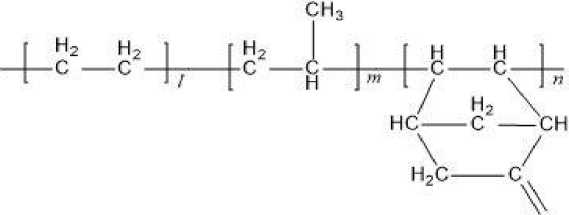 CH₃
H₂ H₂ H₂ H H
C C C C
H
l m n
H₂
HC C CH
H₂C C